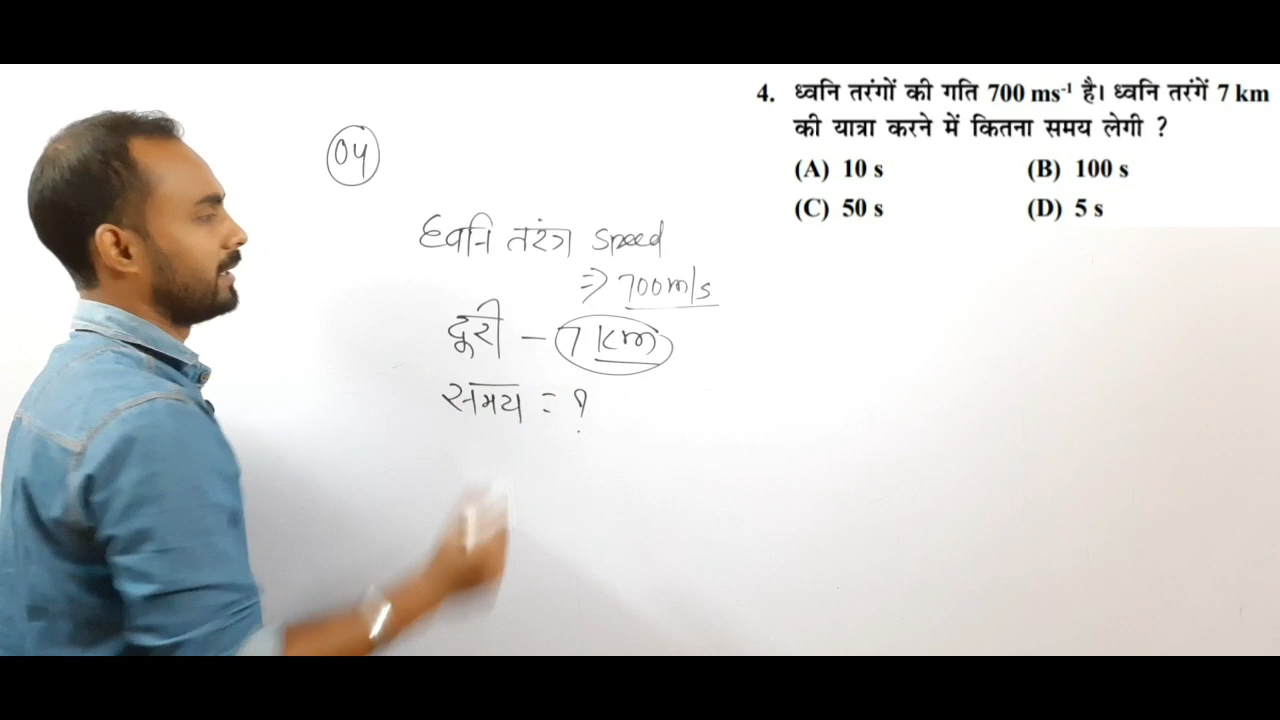 4. ध्वनि तरंगों की गति 700 ms⁻¹ है। ध्वनि तरंगें 7 km
की यात्रा करने में कितना समय लेगी ?
(A) 10 s (B) 100 s
(C) 50 s (D) 5 s
04
ध्वनि तरंग speed
⇒ 700m/s
दूरी – 7 km
समय = ?